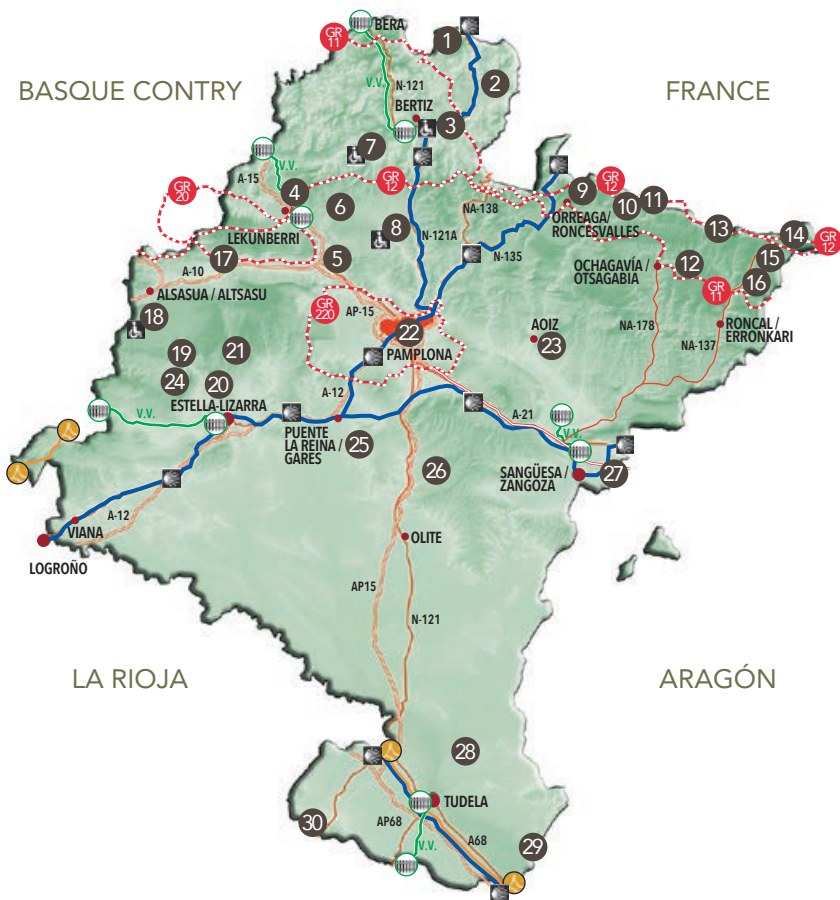 BERA
GR
11
1
N-121
2
BASQUE CONTRY
FRANCE
V.V.
BERTIZ
3
7
A-15
V.V.
GR
20
4
GR
12
6
NA-138
9
GR
12
10
11
ORREAGA/
RONCESVALLES
LEKUNBERRI
8
N-121A
N-135
13
14
GR
12
17
A-10
5
OCHAGAVÍA /
OTSAGABIA
12
15
GR
11
16
ALSASUA / ALTSASU
GR
220
AP-15
18
22
PAMPLONA
AOIZ
23
NA-178
RONCAL /
ERRONKARI
NA-137
19
21
24
20
A-12
ESTELLA-LIZARRA
V.V.
PUENTE
LA REINA /
GARES
25
A-21
V.V.
26
SANGÜESA /
ZANGOZA
27
A-12
VIANA
OLITE
LOGROÑO
AP15
N-121
LA RIOJA
ARAGÓN
28
TUDELA
30
AP68
V.V.
A68
29